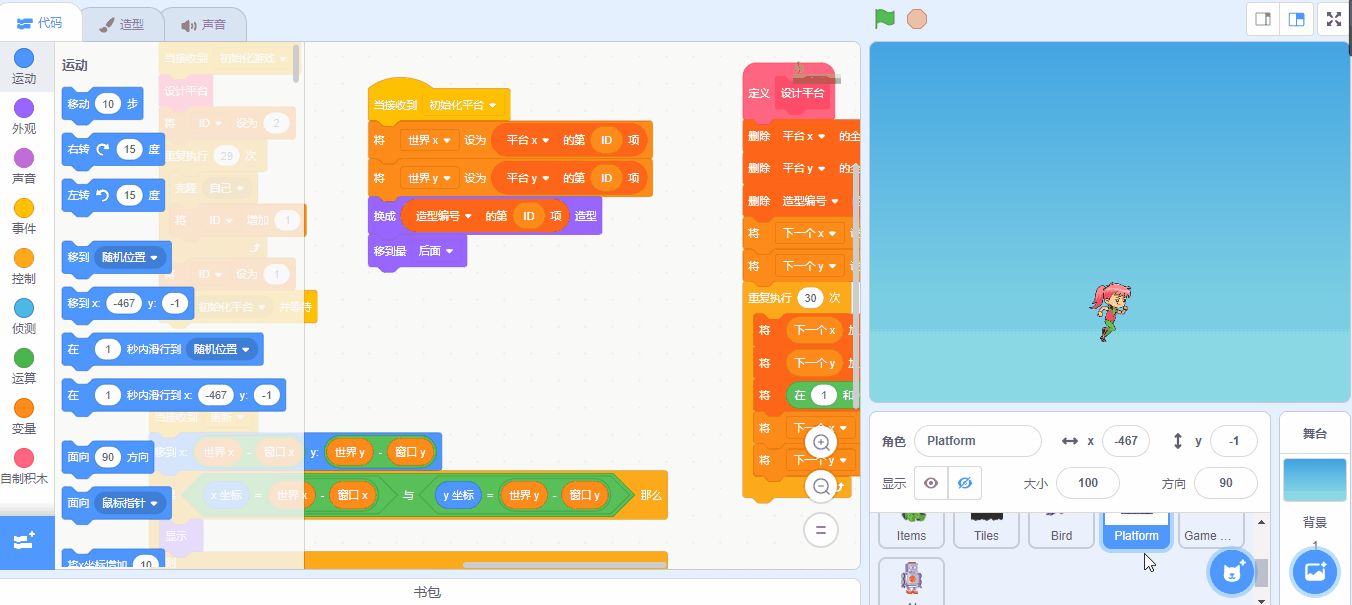 代码
造型
声音
运动
外观
声音
事件
控制
侦测
运算
变量
自制积木
运动
移动 10 步
右转 15 度
左转 15 度
移到 随机位置
移到 x: -467 y: -1
在 1 秒内滑行到 随机位置
在 1 秒内滑行到 x: -467 y: -1
面向 90 方向
面向 鼠标指针
将x坐标增加 10
当接收到 初始化游戏
设计平台
将 ID 设为 2
重复执行 29 次
克隆 自己
将 ID 增加 1
将 ID 设为 1
初始化平台 并等待
当接收到 初始化平台
将 世界 x 设为 平台 x 的第 ID 项
将 世界 y 设为 平台 y 的第 ID 项
换成 造型编号 的第 ID 项 造型
移到最 后面
移到 x: 世界 x - 窗口 x y: 世界 y - 窗口 y
x 坐标 = 世界 x - 窗口 x 与 y 坐标 = 世界 y - 窗口 y 那么
显示
定义 设计平台
删除 平台 x 的全
删除 平台 y 的全
删除 造型编号
将 下一个 x
将 下一个 y
重复执行 30 次
将 下一个 x
将 下一个 y
将 在 1 和
将 下一个 x
将 下一个 y
书包
角色 Platform x -467 y -1
显示 大小 100 方向 90
Items
Tiles
Bird
Platform
Game ...
舞台
背景
1